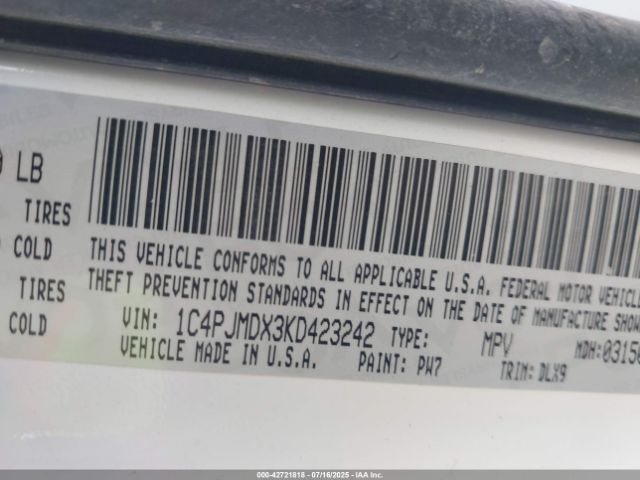 LB
TIRES
COLD
TIRES
COLD
THIS VEHICLE CONFORMS TO ALL APPLICABLE U.S.A. FEDERAL MOTOR
THEFT PREVENTION STANDARDS IN EFFECT ON THE DATE OF MANUFACTURE
VIN: 1C4PJMDX3KD423242 TYPE: MPV MDH:0315
VEHICLE MADE IN U.S.A. PAINT: PW7 TRIM: DLX9
000-42721818 - 07/16/2025 - IAA Inc.